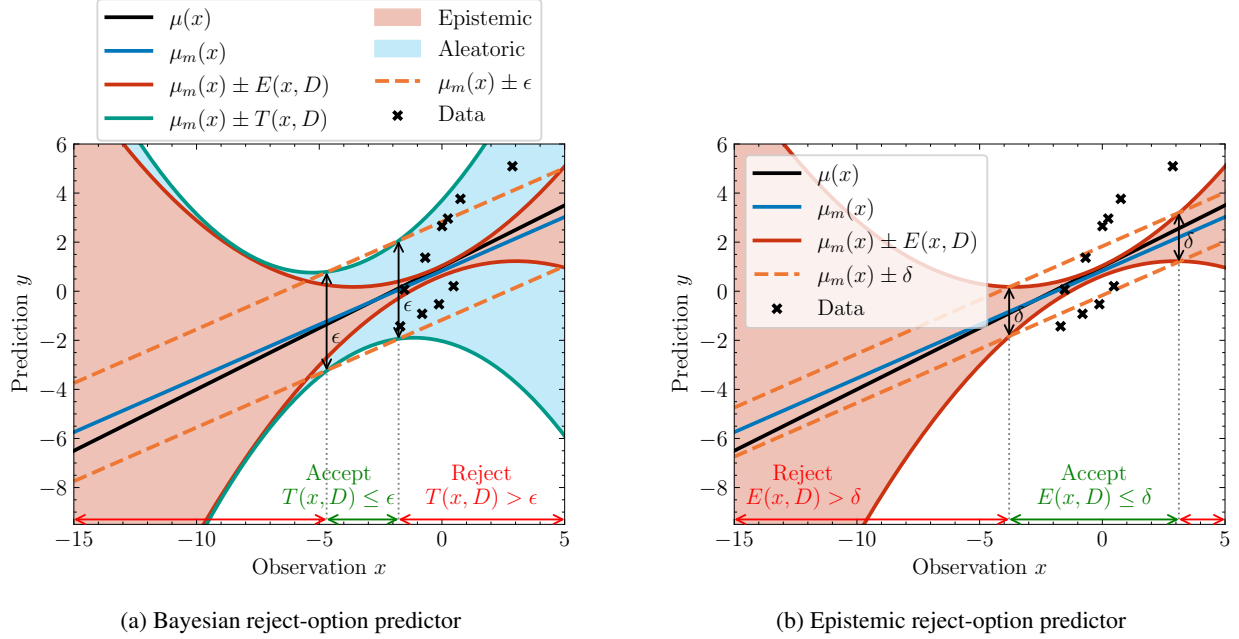 μ(x)
μ_m(x)
μ_m(x) ± E(x, D)
μ_m(x) ± T(x, D)
Epistemic
Aleatoric
μ_m(x) ± ϵ
Data
6
4
2
0
−2
−4
−6
−8
Prediction y
ϵ
ϵ
Accept
T(x, D) ≤ ϵ
Reject
T(x, D) > ϵ
−15
−10
−5
0
5
Observation x
(a) Bayesian reject-option predictor
6
4
2
0
−2
−4
−6
−8
Prediction y
μ(x)
μ_m(x)
μ_m(x) ± E(x, D)
μ_m(x) ± δ
Data
δ
δ
Reject
E(x, D) > δ
Accept
E(x, D) ≤ δ
−15
−10
−5
0
5
Observation x
(b) Epistemic reject-option predictor